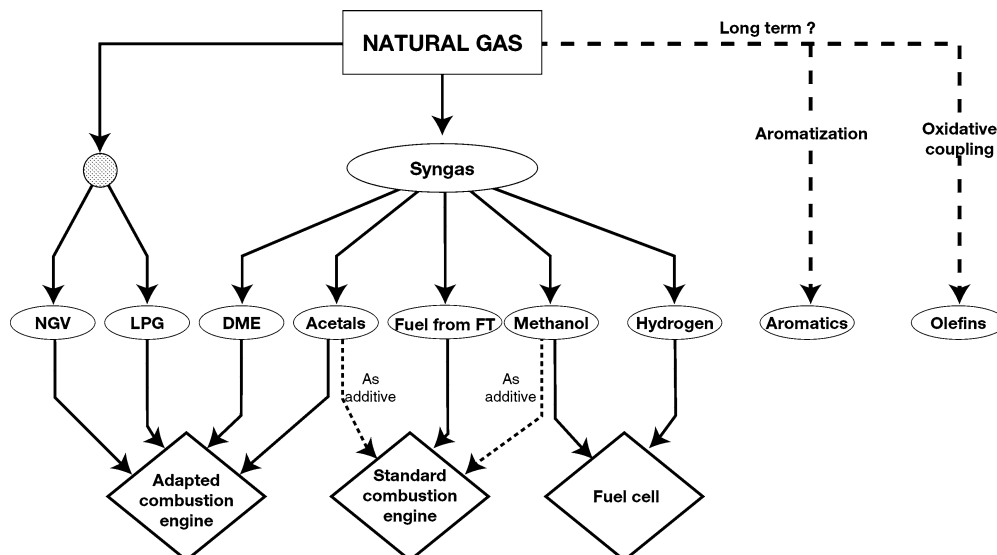 Long term ?
NATURAL GAS
Aromatization
Oxidative
coupling
Syngas
NGV
LPG
DME
Acetals
Fuel from FT
Methanol
Hydrogen
Aromatics
Olefins
As
additive
As
additive
Adapted
combustion
engine
Standard
combustion
engine
Fuel cell